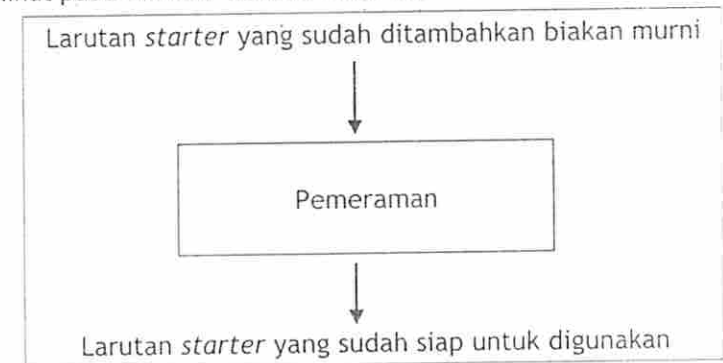 Larutan starter yang sudah ditambahkan biakan murni
Pemeraman
Larutan starter yang sudah siap untuk digunakan